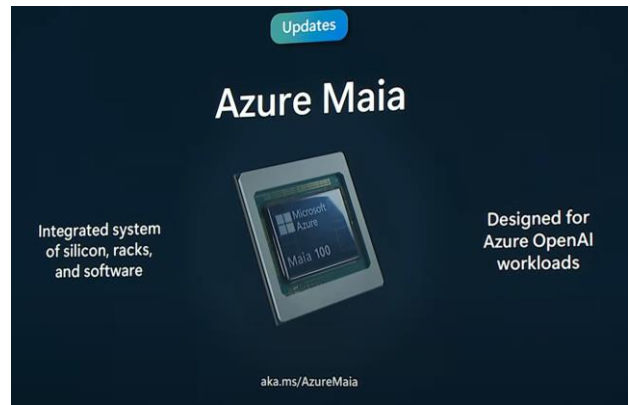 Updates
Azure Maia
Integrated system
of silicon, racks,
and software
Microsoft
Azure
Maia 100
Designed for
Azure OpenAI
workloads
aka.ms/AzureMaia